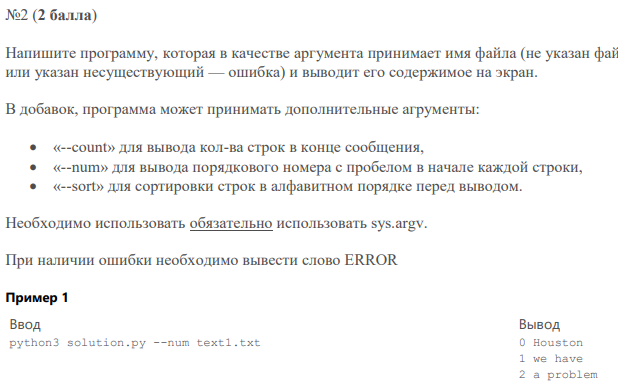 №2 (2 балла)
Напишите программу, которая в качестве аргумента принимает имя файла (не указан фай
или указан несуществующий — ошибка) и выводит его содержимое на экран.
В добавок, программа может принимать дополнительные агрументы:
• «--count» для вывода кол-ва строк в конце сообщения,
• «--num» для вывода порядкового номера с пробелом в начале каждой строки,
• «--sort» для сортировки строк в алфавитном порядке перед выводом.
Необходимо использовать обязательно использовать sys.argv.
При наличии ошибки необходимо вывести слово ERROR
Пример 1
Ввод Вывод
python3 solution.py --num text1.txt 0 Houston
1 we have
2 a problem